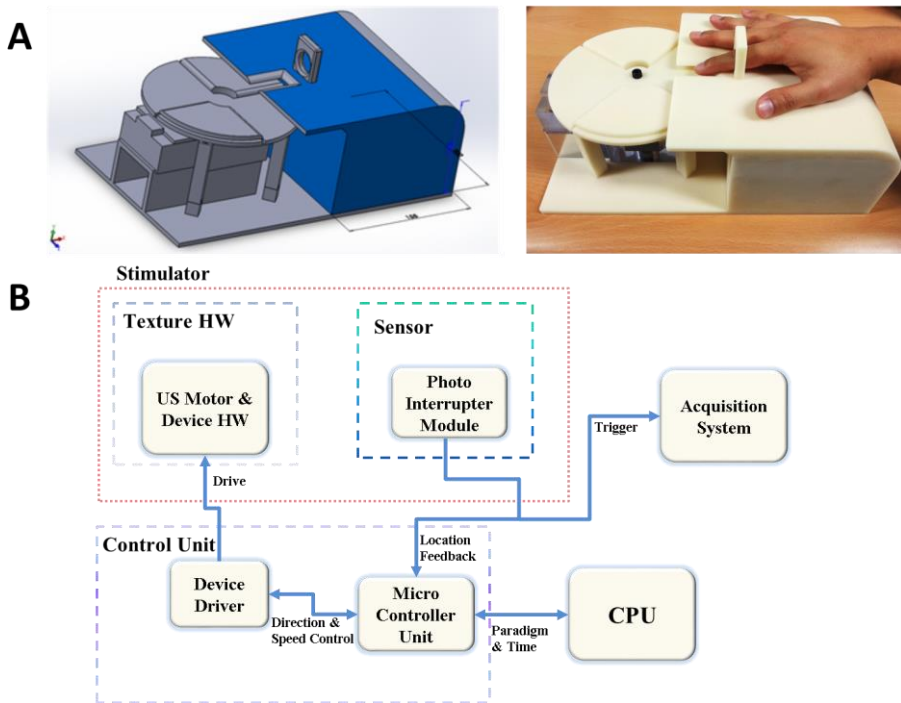 A
B
Stimulator
Texture HW
US Motor &
Device HW
Sensor
Photo
Interrupter
Module
Acquisition
System
Trigger
Drive
Control Unit
Location
Feedback
Device
Driver
Direction &
Speed Control
Micro
Controller
Unit
Paradigm
& Time
CPU